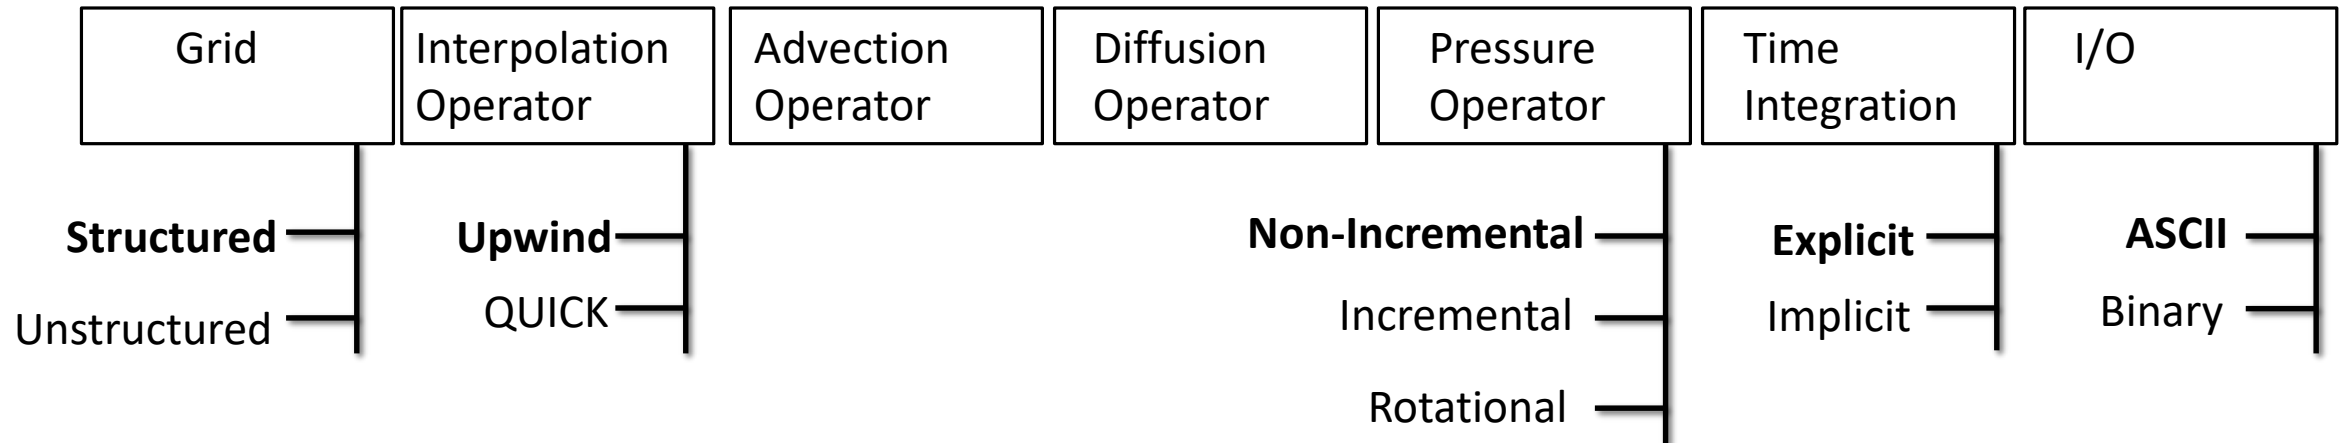 Grid
Interpolation
Operator
Advection
Operator
Diffusion
Operator
Pressure
Operator
Time
Integration
I/O
Structured
Unstructured
Upwind
QUICK
Non-Incremental
Incremental
Rotational
Explicit
Implicit
ASCII
Binary